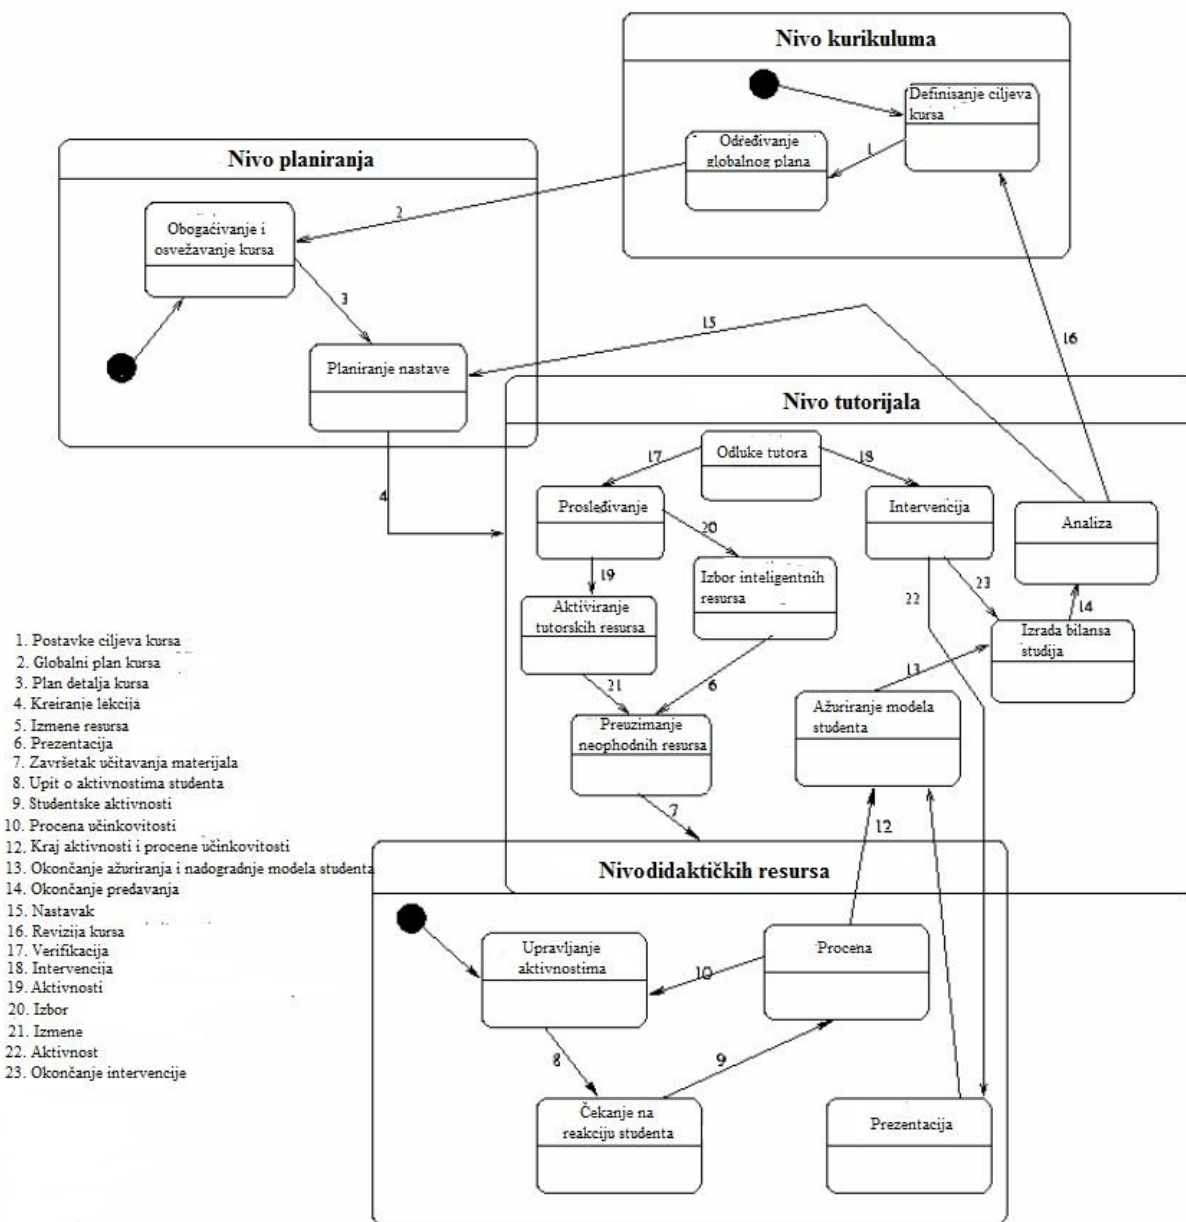 Nivo kurikuluma
Definisanje ciljeva
kursa
Određivanje
globalnog plana
1
Nivo planiranja
2
Obogaćivanje i
osvežavanje kursa
3
Planiranje nastave
15
16
Nivo tutorijala
4
Odluke tutora
17
18
Prosleđivanje
Intervencija
Analiza
20
19
Izbor inteligentnih
resursa
22
23
Aktiviranje
tutorskih resursa
14
Izrada bilansa
studija
21
6
13
Preuzimanje
neophodnih resursa
Ažuriranje modela
studenta
7
12
1. Postavke ciljeva kursa
2. Globalni plan kursa
3. Plan detalja kursa
4. Kreiranje lekcija
5. Izmene resursa
6. Prezentacija
7. Završetak učitavanja materijala
8. Upit o aktivnostima studenta
9. Studentske aktivnosti
10. Procena učinkovitosti
12. Kraj aktivnosti i procene učinkovitosti
13. Okončanje ažuriranja i nadogradnje modela studenta
14. Okončanje predavanja
15. Nastavak
16. Revizija kursa
17. Verifikacija
18. Intervencija
19. Aktivnosti
20. Izbor
21. Izmene
22. Aktivnost
23. Okončanje intervencije
Nivodidaktičkih resursa
Upravljanje
aktivnostima
Procena
10
8
9
Čekanje na
reakciju studenta
Prezentacija